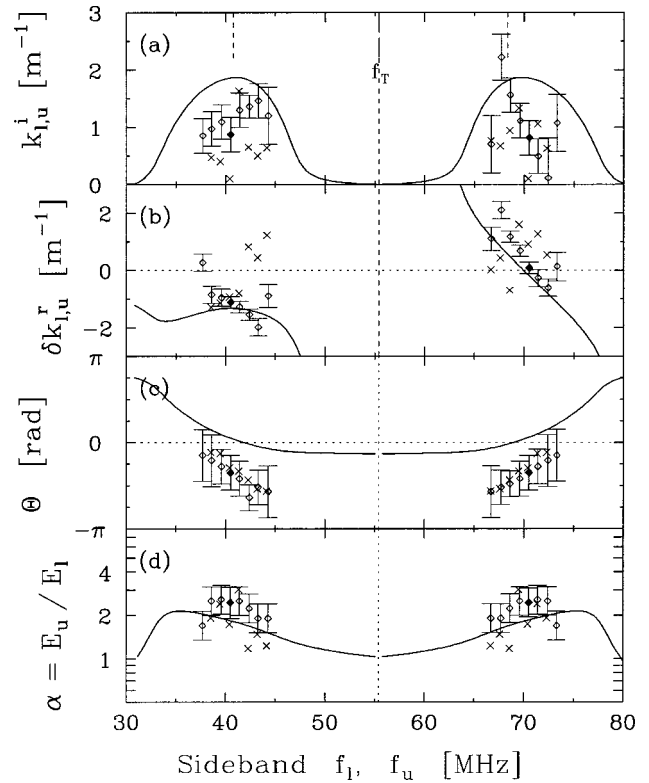 (a)
f_T
k^i_{l,u} [m^{-1}]
3
2
1
0
(b)
δk^r_{l,u} [m^{-1}]
2
0
-2
(c)
Θ [rad]
π
0
-π
(d)
α = E_u / E_l
4
2
1
30 40 50 60 70 80
Sideband f_l, f_u [MHz]